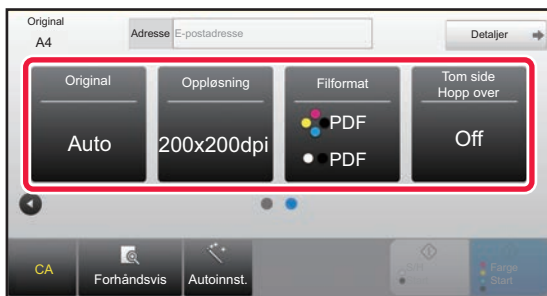 Original
A4
Adresse
E-postadresse
Detaljer
Original
Auto
Oppløsning
200x200dpi
Filformat
PDF
PDF
Tom side
Hopp over
Off
CA
Forhåndsvis
Autoinnst.
S/H
Start
Farge
Start